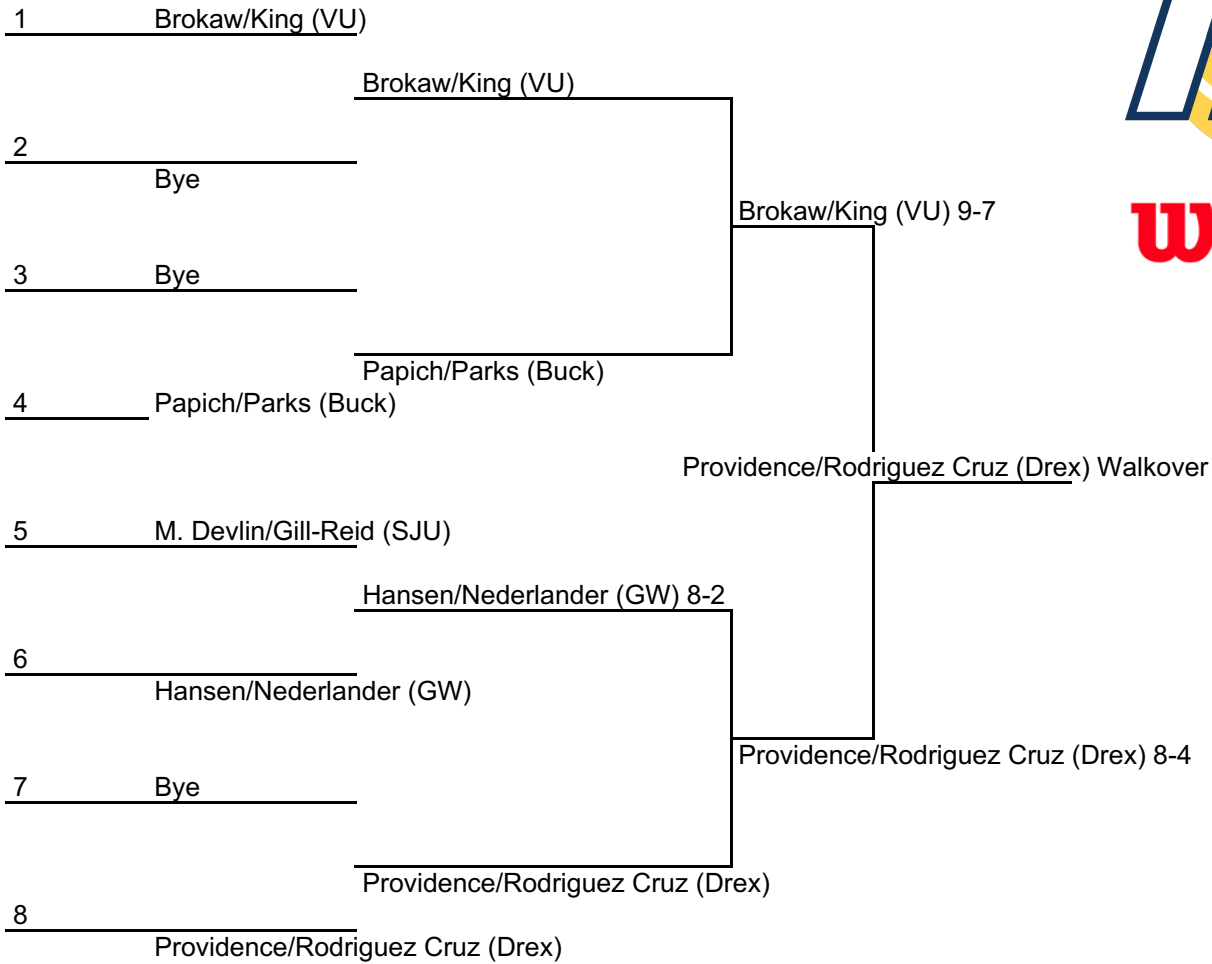 1 Brokaw/King (VU)
Brokaw/King (VU)
2
Bye
Brokaw/King (VU) 9-7
3 Bye
Papich/Parks (Buck)
4 Papich/Parks (Buck)
Providence/Rodriguez Cruz (Drex) Walkover
5 M. Devlin/Gill-Reid (SJU)
Hansen/Nederlander (GW) 8-2
6
Hansen/Nederlander (GW)
Providence/Rodriguez Cruz (Drex) 8-4
7 Bye
Providence/Rodriguez Cruz (Drex)
8
Providence/Rodriguez Cruz (Drex)